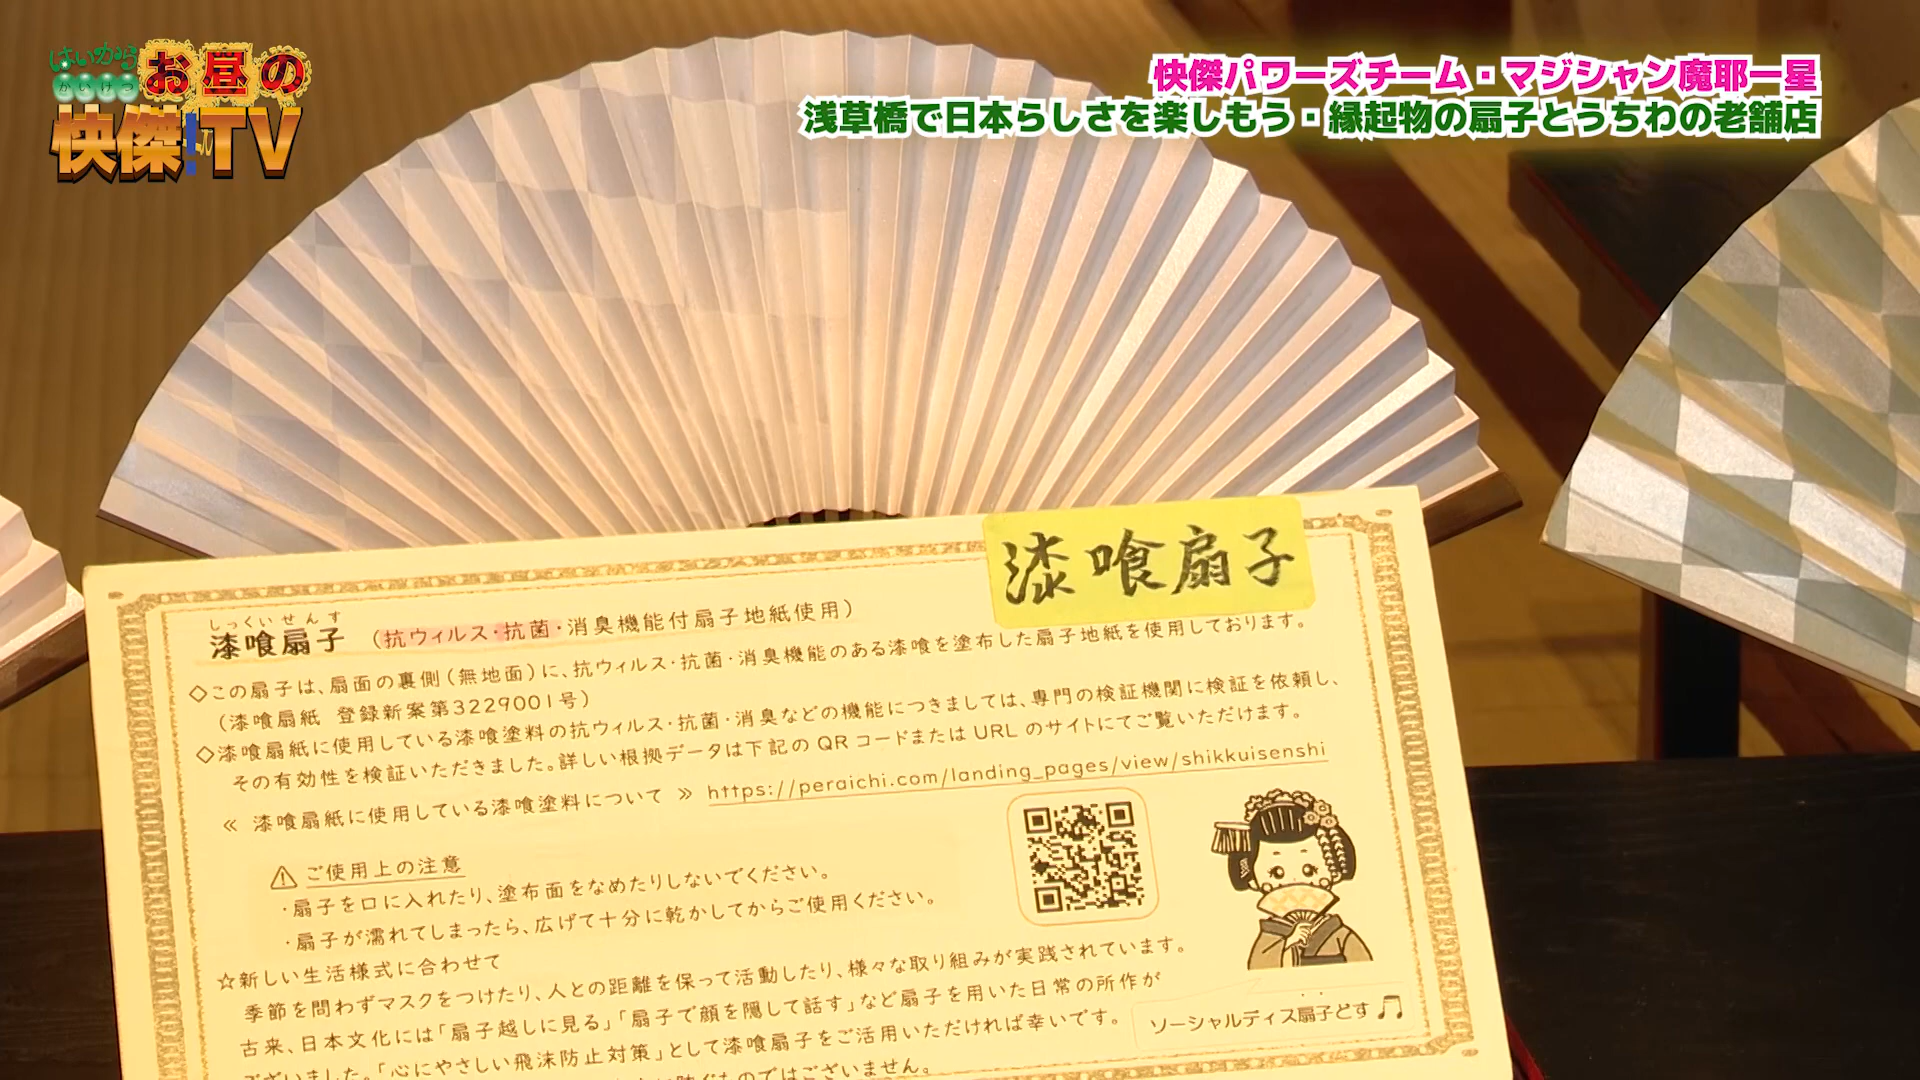 はいからお昼の
かいけつ
快傑!TV
快傑パワーズチーム・マジシャン魔耶一星
浅草橋で日本らしさを楽しもう・縁起物の扇子とうちわの老舗店
漆喰扇子
しっくいせんす
漆喰扇子 (抗ウィルス・抗菌・消臭機能付扇子地紙使用)
◇この扇子は、扇面の裏側(無地面)に、抗ウィルス・抗菌・消臭機能のある漆喰を塗布した扇子地紙を使用しております。
(漆喰扇紙 登録新案第3229001号)
◇漆喰扇紙に使用している漆喰塗料の抗ウィルス・抗菌・消臭などの機能につきましては、専門の検証機関に検証を依頼し、
その有効性を検証いただきました。詳しい根拠データは下記のQRコードまたはURLのサイトにてご覧いただけます。
≪ 漆喰扇紙に使用している漆喰塗料について ≫ https://peraichi.com/landing_pages/view/shikkuisenshi
⚠ご使用上の注意
・扇子を口に入れたり、塗布面をなめたりしないでください。
・扇子が濡れてしまったら、広げて十分に乾かしてからご使用ください。
☆新しい生活様式に合わせて
季節を問わずマスクをつけたり、人との距離を保って活動したり、様々な取り組みが実践されています。
古来、日本文化には「扇子越しに見る」「扇子で顔を隠して話す」など扇子を用いた日常の所作が
ございました。「心にやさしい飛沫防止対策」として漆喰扇子をご活用いただければ幸いです。
ぐものではございません。
ソーシャルディス扇子どす♫